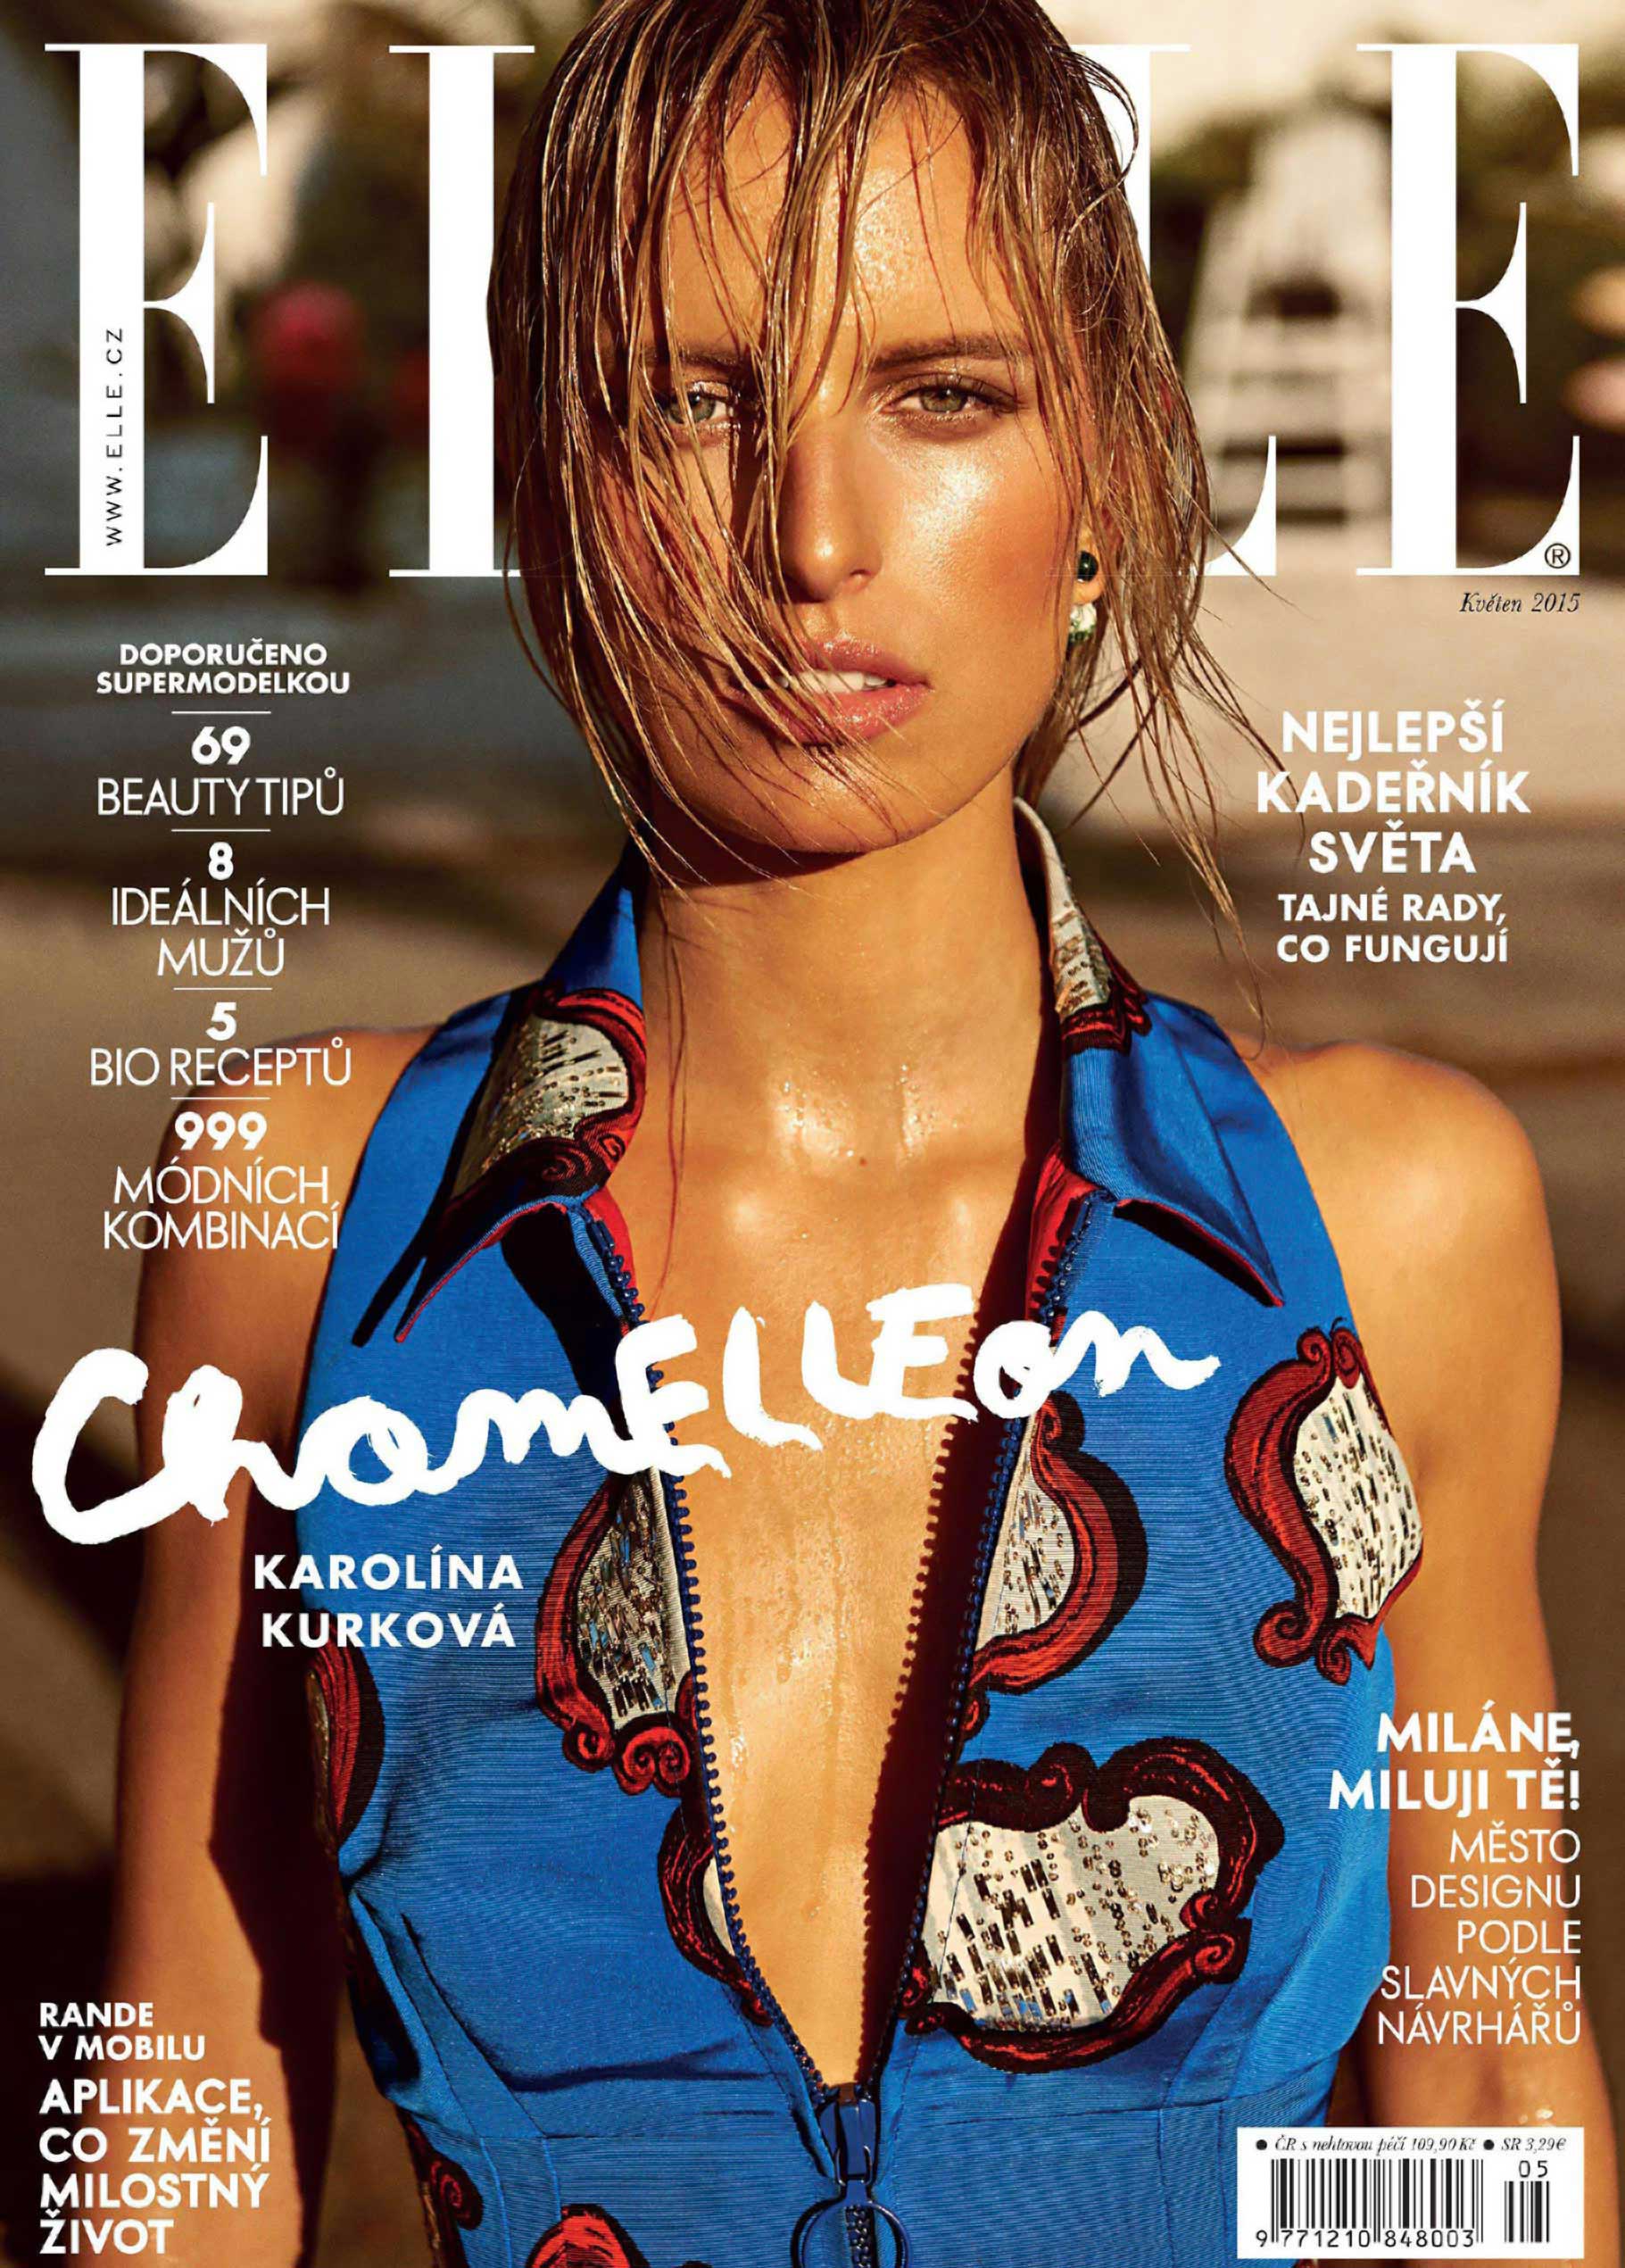 ELLE
WWW.ELLE.CZ
®
Květen 2015
DOPORUČENO
SUPERMODELKOU
69
BEAUTY TIPŮ
8
IDEÁLNÍCH
MUŽŮ
5
BIO RECEPTŮ
999
MÓDNÍCH
KOMBINACÍ
NEJLEPŠÍ
KADEŘNÍK
SVĚTA
TAJNÉ RADY,
CO FUNGUJÍ
ChamELLEon
KAROLÍNA
KURKOVÁ
MILÁNE,
MILUJI TĚ!
MĚSTO
DESIGNU
PODLE
SLAVNÝCH
NÁVRHÁŘŮ
RANDE
V MOBILU
APLIKACE,
CO ZMĚNÍ
MILOSTNÝ
ŽIVOT
● ČR s nehtovou péčí 109,90 Kč ● SR 3,29€
05
9 771210 848003